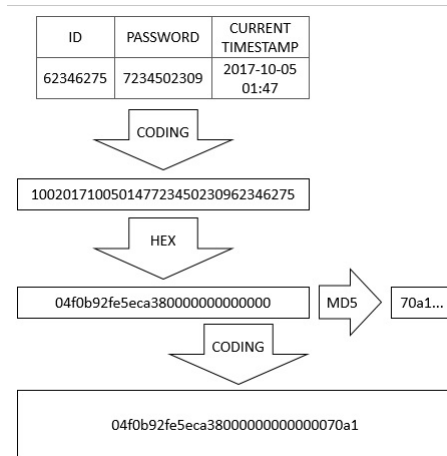 ID PASSWORD CURRENT
TIMESTAMP
62346275 7234502309 2017-10-05
01:47
CODING
100201710050147723450230962346275
HEX
04f0b92fe5eca380000000000000 MD5 70a1...
CODING
04f0b92fe5eca38000000000000070a1